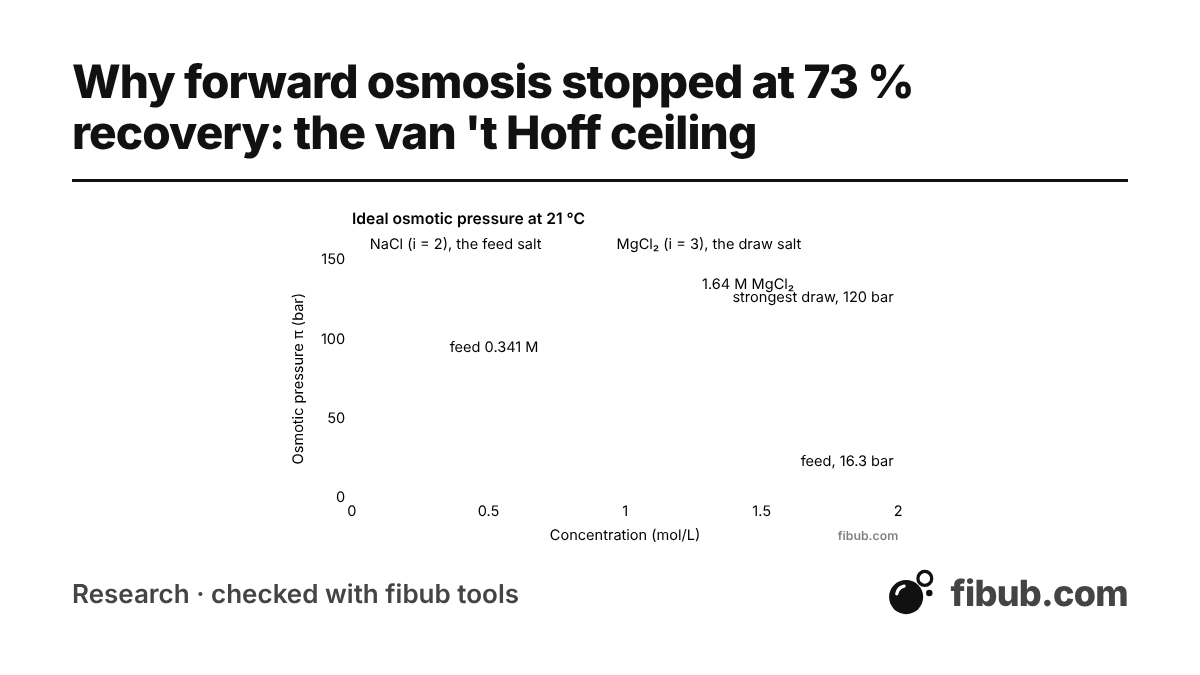 Why forward osmosis stopped at 73 %
recovery: the van 't Hoff ceiling
Ideal osmotic pressure at 21 °C
NaCl (i = 2), the feed salt
MgCl₂ (i = 3), the draw salt
150
1.64 M MgCl₂
strongest draw, 120 bar
Osmotic pressure π (bar)
100
feed 0.341 M
50
feed, 16.3 bar
0
0
0.5
1
1.5
2
Concentration (mol/L)
fibub.com
Research · checked with fibub tools
fibub.com